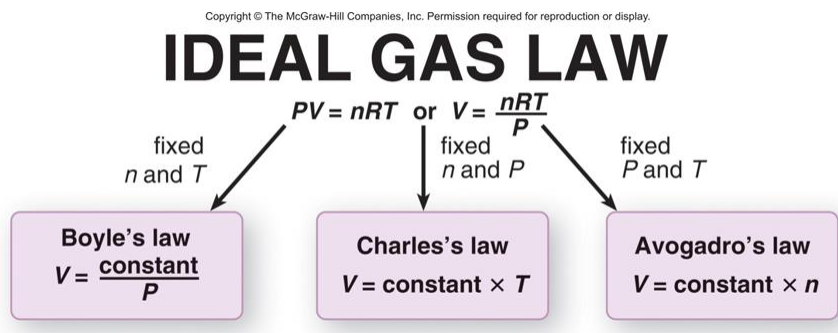 Copyright © The McGraw-Hill Companies, Inc. Permission required for reproduction or display.
IDEAL GAS LAW
PV = nRT or V = nRT / P
fixed
n and T
fixed
n and P
fixed
P and T
Boyle's law
V = constant / P
Charles's law
V = constant × T
Avogadro's law
V = constant × n